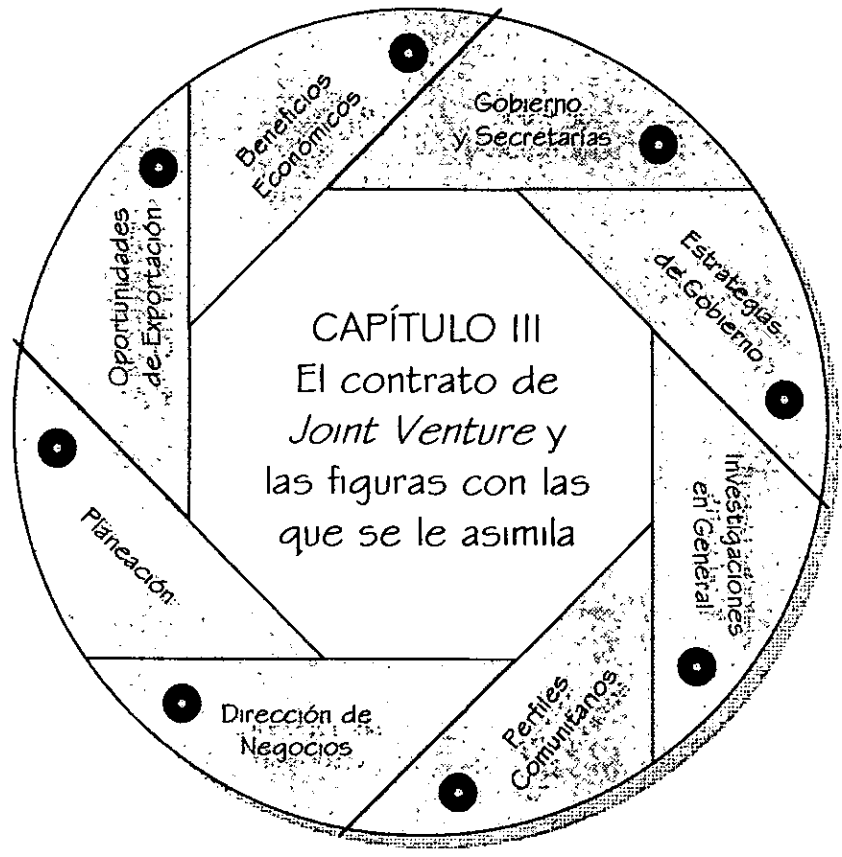 CAPÍTULO III
El contrato de
Joint Venture y
las figuras con las
que se le asimila
Gobierno
y Secretarías
Estrategias
de Gobierno
Investigaciones
en General
Perfiles
Comunitarios
Dirección de
Negocios
Planeación
Oportunidades
de Exportación
Beneficios
Económicos